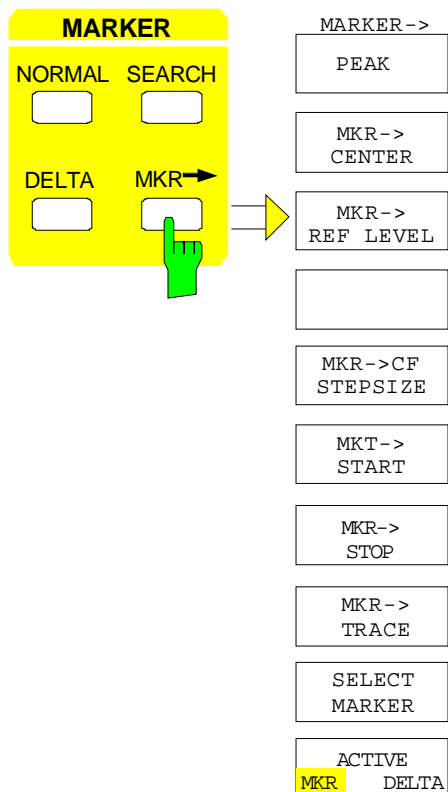 MARKER
NORMAL SEARCH
DELTA MKR
MARKER->
PEAK
MKR->
CENTER
MKR->
REF LEVEL
MKR->CF
STEPSIZE
MKT->
START
MKR->
STOP
MKR->
TRACE
SELECT
MARKER
ACTIVE
MKR DELTA